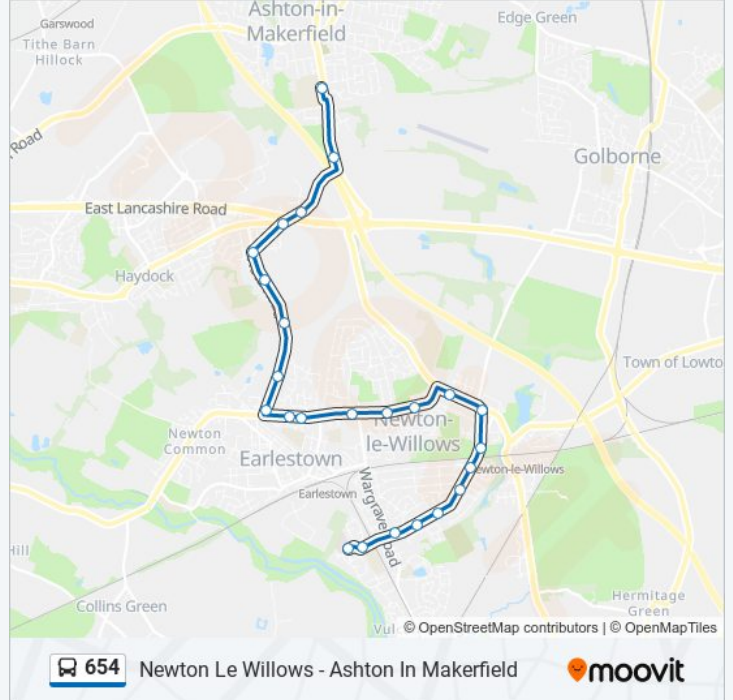 Garswood
Tithe Barn
Hillock
Ashton-in-
Makerfield
Edge Green
Road
Golborne
East Lancashire Road
Haydock
Town of Lowto
Newton
Common
Newton-
le-Willows
Earlestown
Earlestown
ewton-le-Willows
Wargrave Road
Hill
Collins Green
Hermitage
Green
Vul
© OpenStreetMap contributors | © OpenMapTiles
654 Newton Le Willows - Ashton In Makerfield
moovit